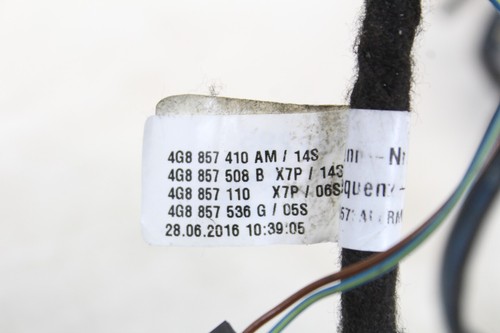 4G8 857 410 AM / 14S
4G8 857 508 B X7P / 14S
4G8 857 110 X7P / 06S
4G8 857 536 G / 05S
28.06.2016 10:39:05